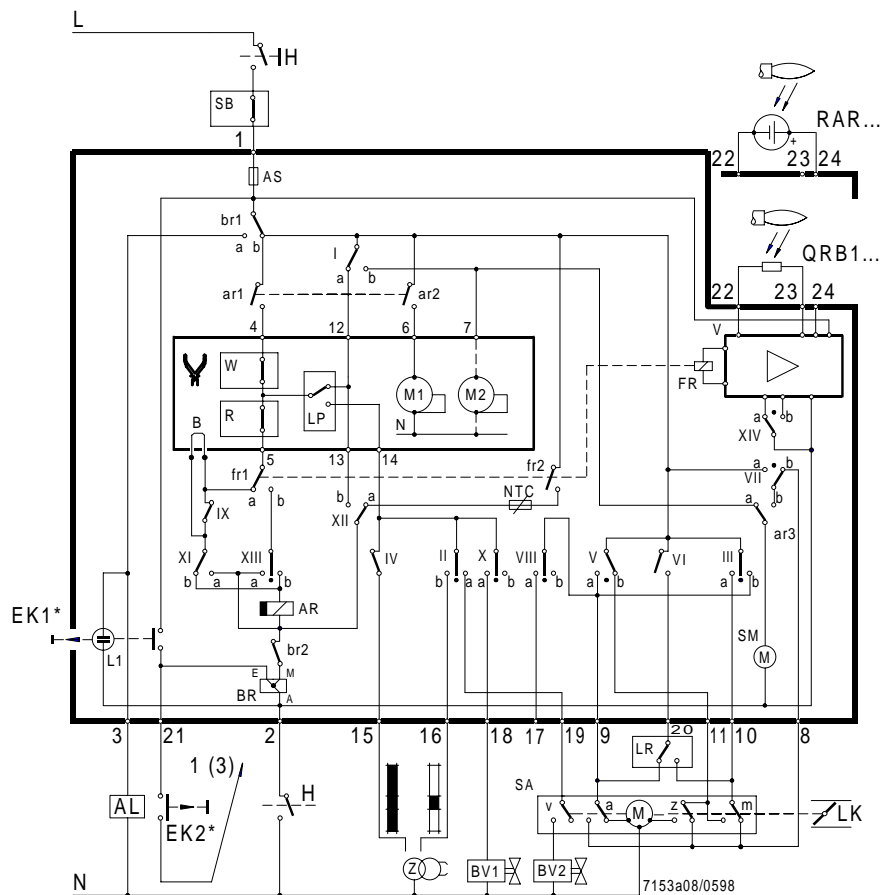 L
H
SB
RAR...
1
22 23 24
+
AS
br1
a b
I
a b
QRB1...
22 23 24
ar1
ar2
4 12 6 7
V
FR
W
M1
M2
R
LP
N
B
a b
XIV
5 13 14
fr1
fr2
a b
VII
a b
b a
NTC
IX
XII
a b
ar3
XI XIII
IV II X VIII V VI III
b a a b
a b a b a b a b a b
EK1*
AR
L1
br2
SM
M
E M
BR
A
3 21 2 15 16 18 17 19 9 20 11 10 8
LR
1 (3)
SA
H
v a M z m
LK
AL
EK2*
Z
BV1
BV2
7153a08/0598
N